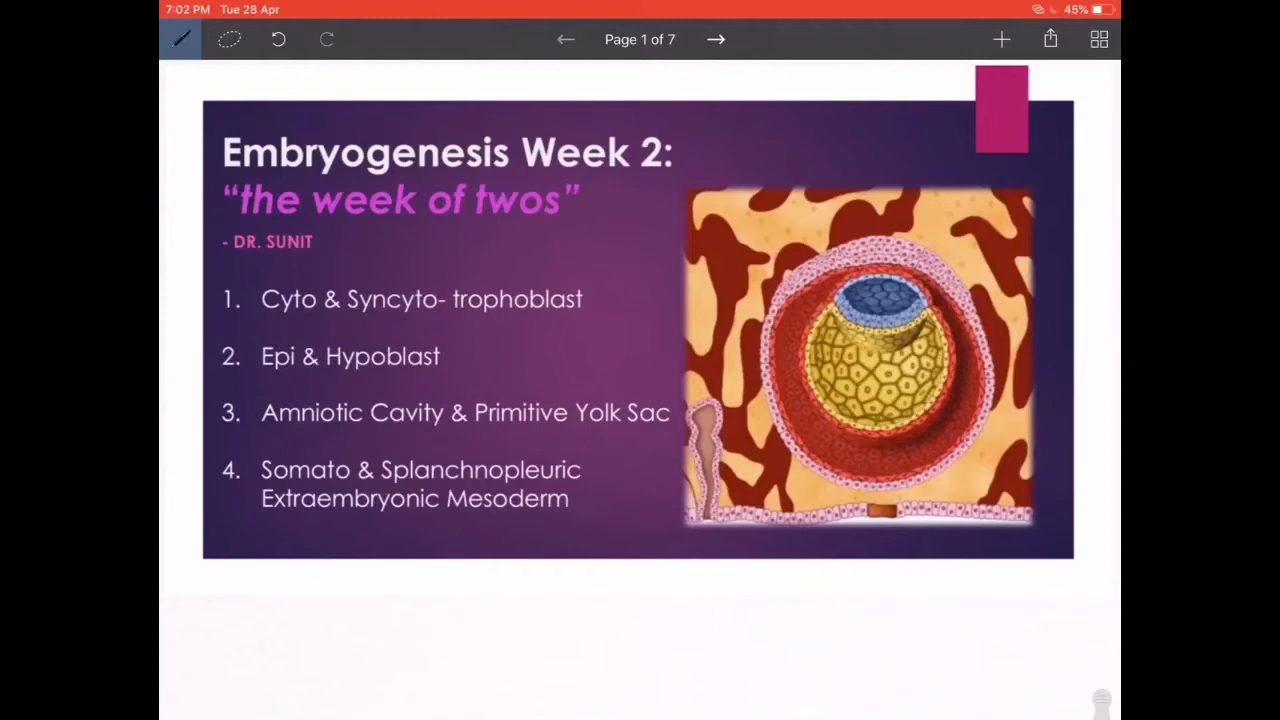 7:02 PM Tue 28 Apr 45%
Page 1 of 7
Embryogenesis Week 2:
“the week of twos”
- DR. SUNIT
1. Cyto & Syncyto- trophoblast
2. Epi & Hypoblast
3. Amniotic Cavity & Primitive Yolk Sac
4. Somato & Splanchnopleuric
Extraembryonic Mesoderm